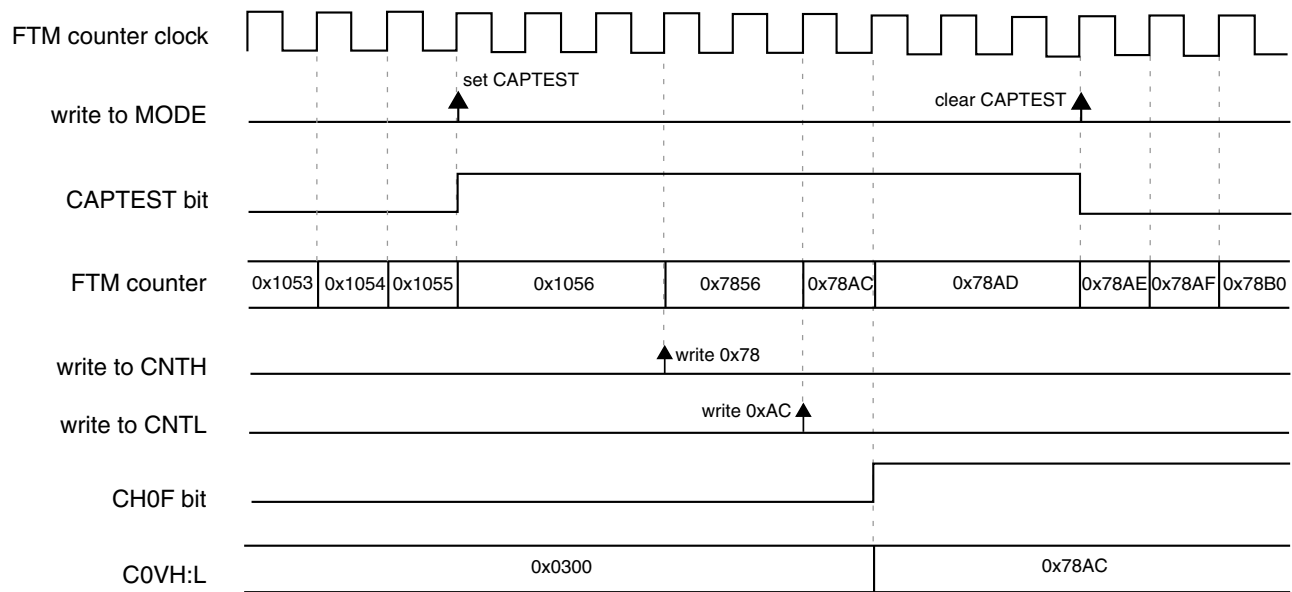 FTM counter clock
set CAPTEST
write to MODE
clear CAPTEST
CAPTEST bit
FTM counter
0x1053 0x1054 0x1055 0x1056 0x7856 0x78AC 0x78AD 0x78AE 0x78AF 0x78B0
write to CNTH
write 0x78
write to CNTL
write 0xAC
CH0F bit
C0VH:L
0x0300 0x78AC